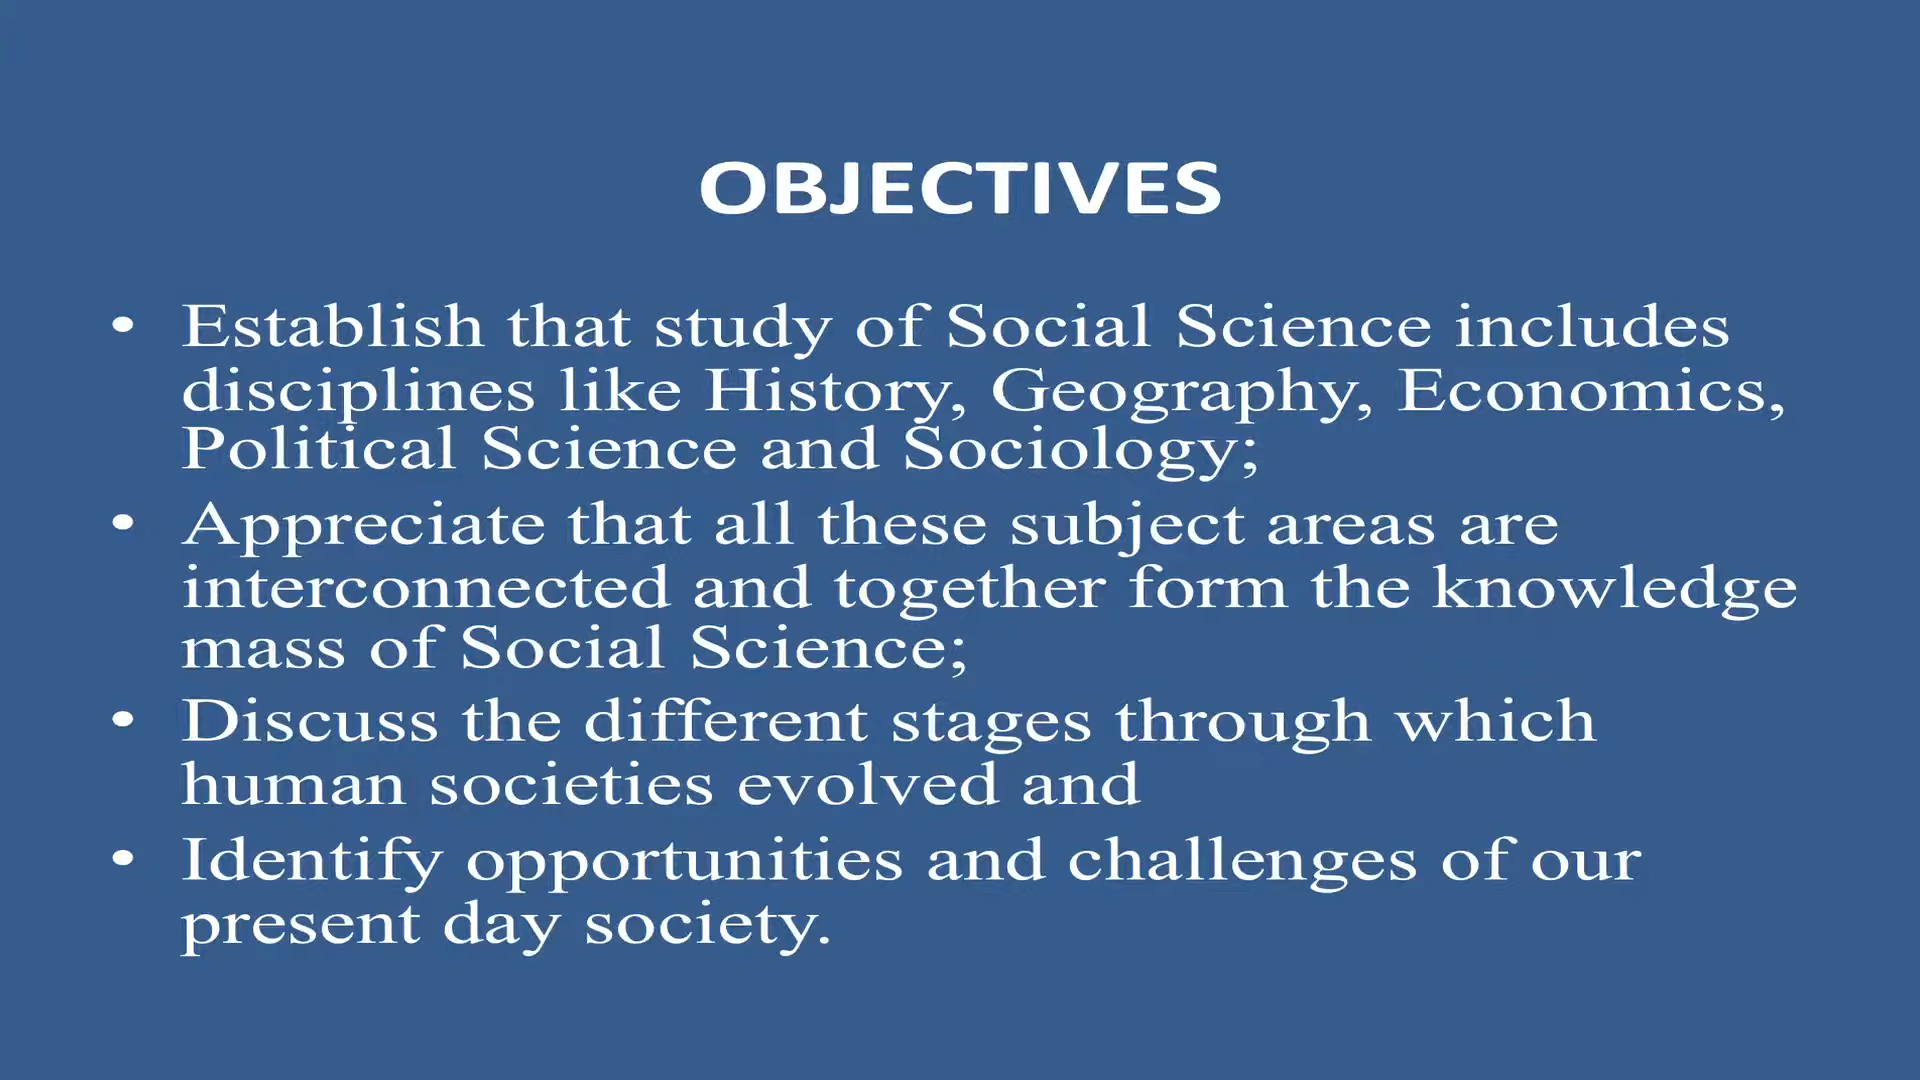 OBJECTIVES
• Establish that study of Social Science includes
disciplines like History, Geography, Economics,
Political Science and Sociology;
• Appreciate that all these subject areas are
interconnected and together form the knowledge
mass of Social Science;
• Discuss the different stages through which
human societies evolved and
• Identify opportunities and challenges of our
present day society.